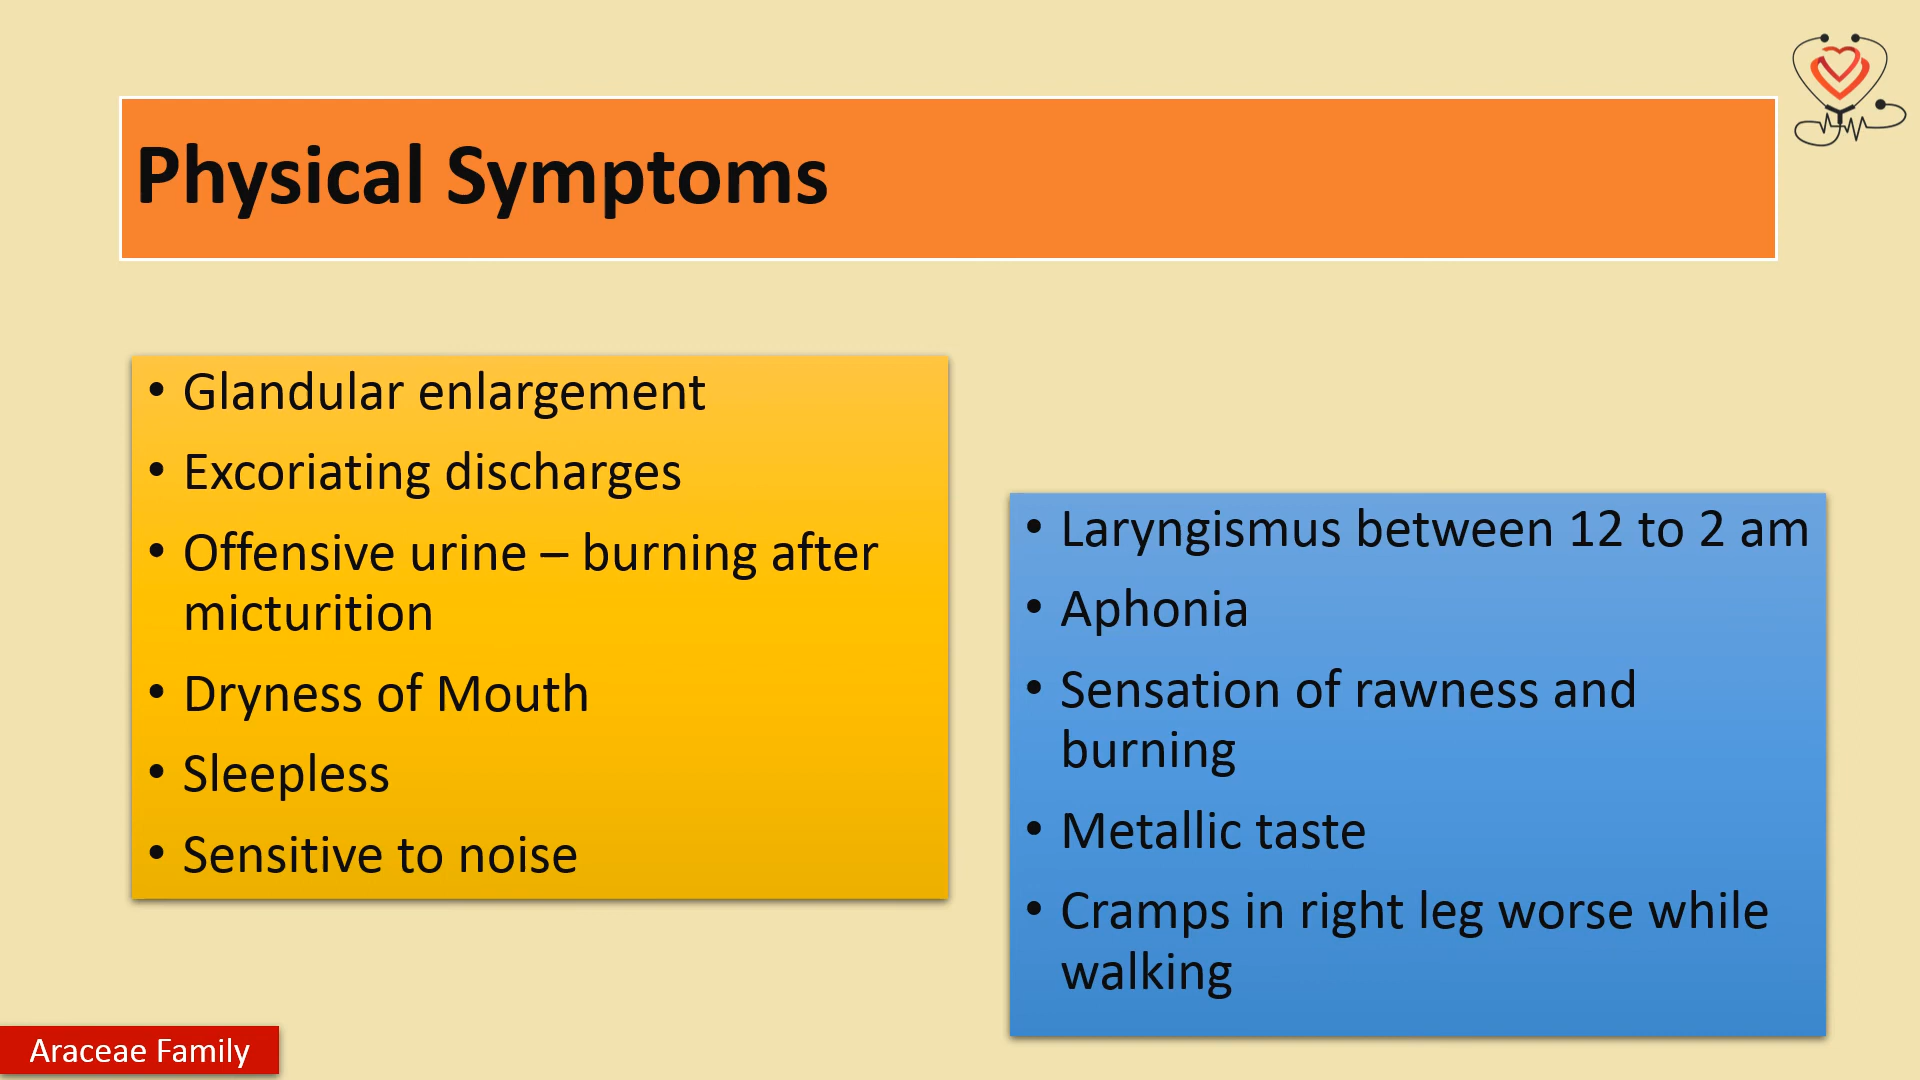 Physical Symptoms
• Glandular enlargement
• Excoriating discharges
• Offensive urine – burning after
micturition
• Dryness of Mouth
• Sleepless
• Sensitive to noise
• Laryngismus between 12 to 2 am
• Aphonia
• Sensation of rawness and
burning
• Metallic taste
• Cramps in right leg worse while
walking
Araceae Family